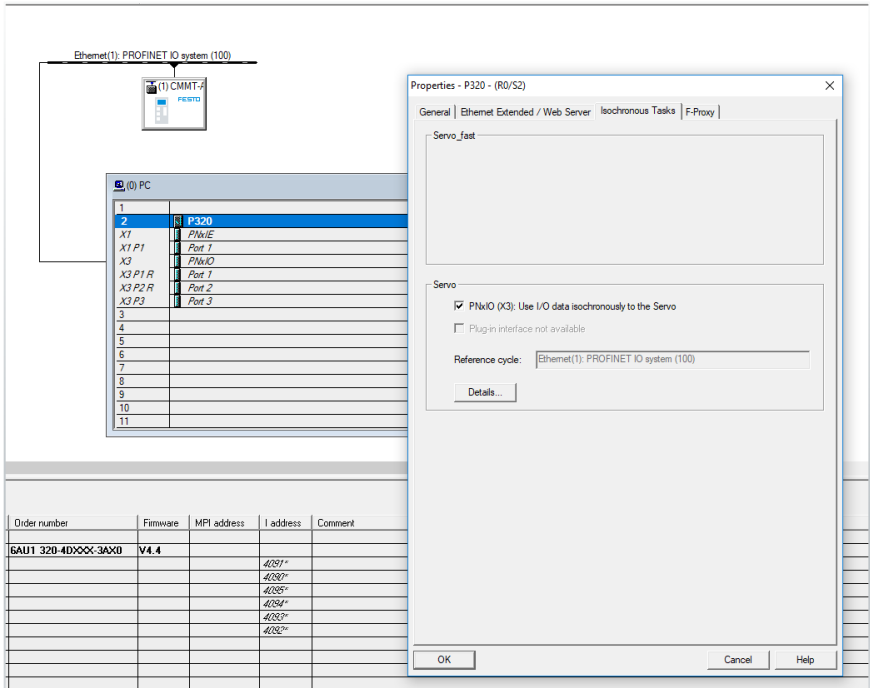 Ethernet(1): PROFINET IO system (100)
(1) CMMT-A
FESTO
(0) PC
1
2 P320
X1 PNxIE
X1 P1 Port 1
X3 PNxIO
X3 P1 R Port 1
X3 P2 R Port 2
X3 P3 Port 3
3
4
5
6
7
8
9
10
11
Properties - P320 - (R0/S2)
General Ethernet Extended / Web Server Isochronous Tasks F-Proxy
Servo_fast
Servo
PNxIO (X3): Use I/O data isochronously to the Servo
Plug-in interface not available
Reference cycle: Ethernet(1): PROFINET IO system (100)
Details...
OK Cancel Help
Order number Firmware MPI address I address Comment
6AU1 320-4DXXX-3AX0 V4.4
4091*
4090*
4095*
4094*
4093*
4092*